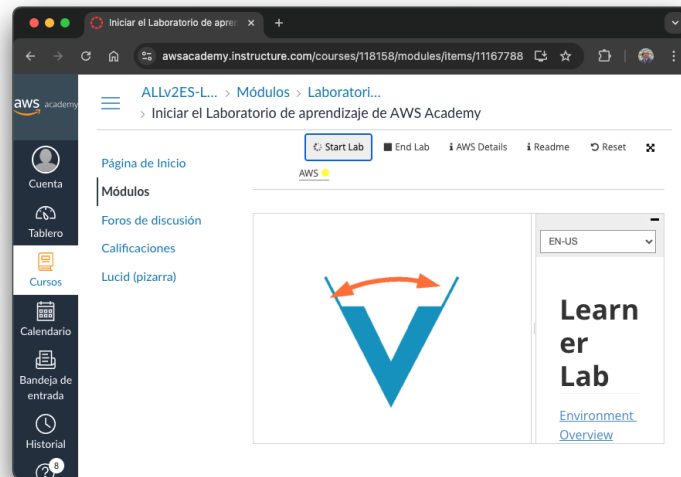 Iniciar el Laboratorio de apren
awsacademy.instructure.com/courses/118158/modules/items/11167788
aws academy
ALLv2ES-L... > Módulos > Laboratori...
> Iniciar el Laboratorio de aprendizaje de AWS Academy
Start Lab End Lab AWS Details Readme Reset
AWS
Cuenta
Tablero
Cursos
Calendario
Bandeja de
entrada
Historial
8
Página de Inicio
Módulos
Foros de discusión
Calificaciones
Lucid (pizarra)
EN-US
Learn
er
Lab
Environment
Overview